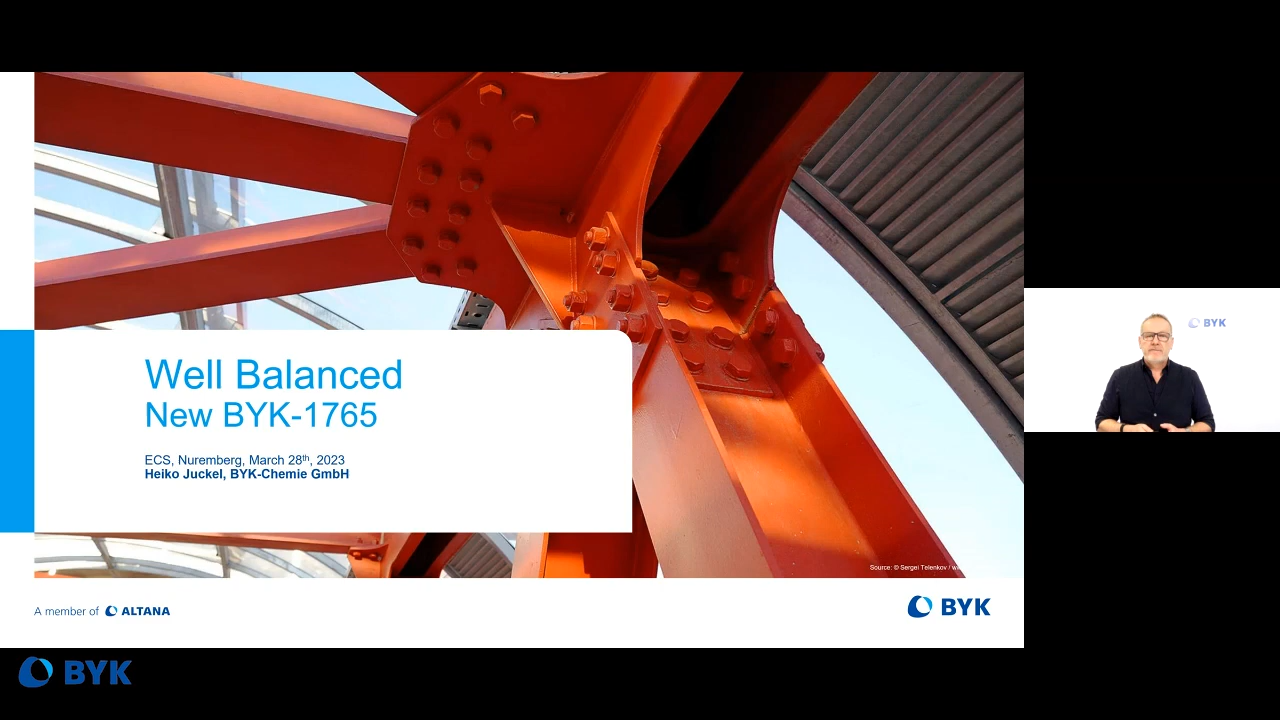 Well Balanced
New BYK-1765
ECS, Nuremberg, March 28th, 2023
Heiko Juckel, BYK-Chemie GmbH
Source: © Sergei Telenkov /
A member of ALTANA
BYK
BYK
BYK